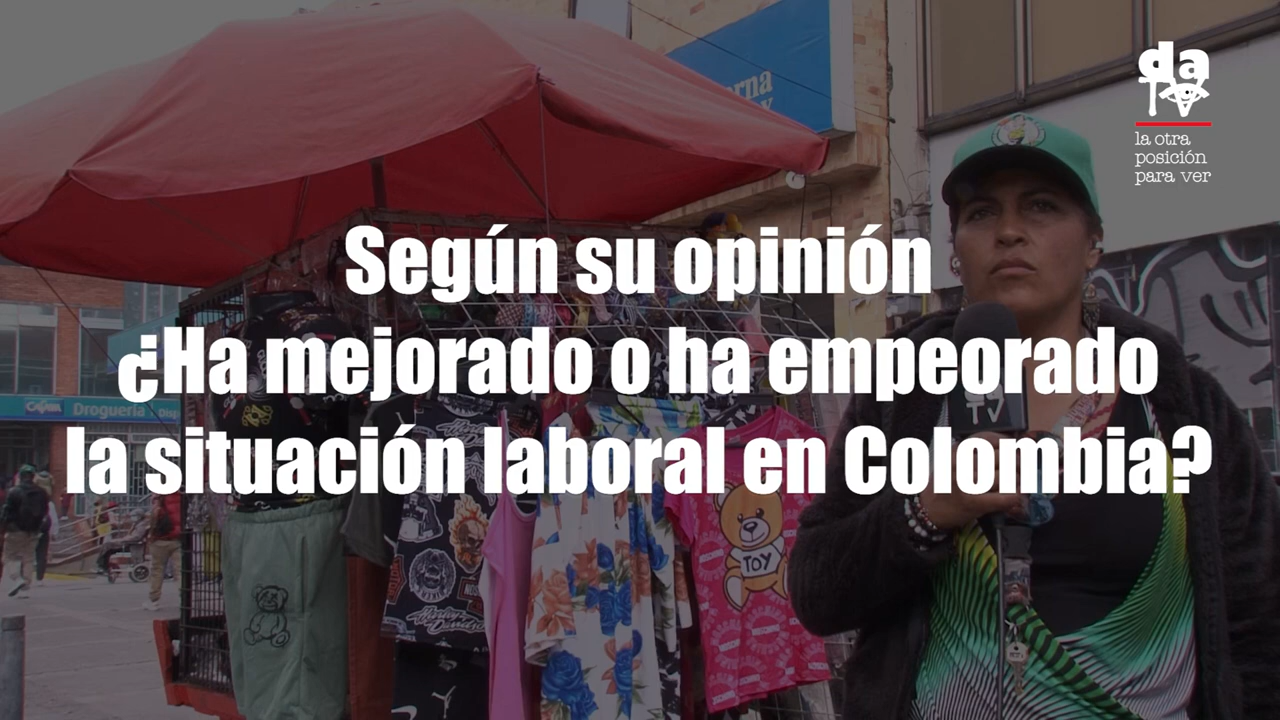 da
TV
la otra
posición
para ver
Según su opinión
¿Ha mejorado o ha empeorado
la situación laboral en Colombia?
Droguería
TV
TOY